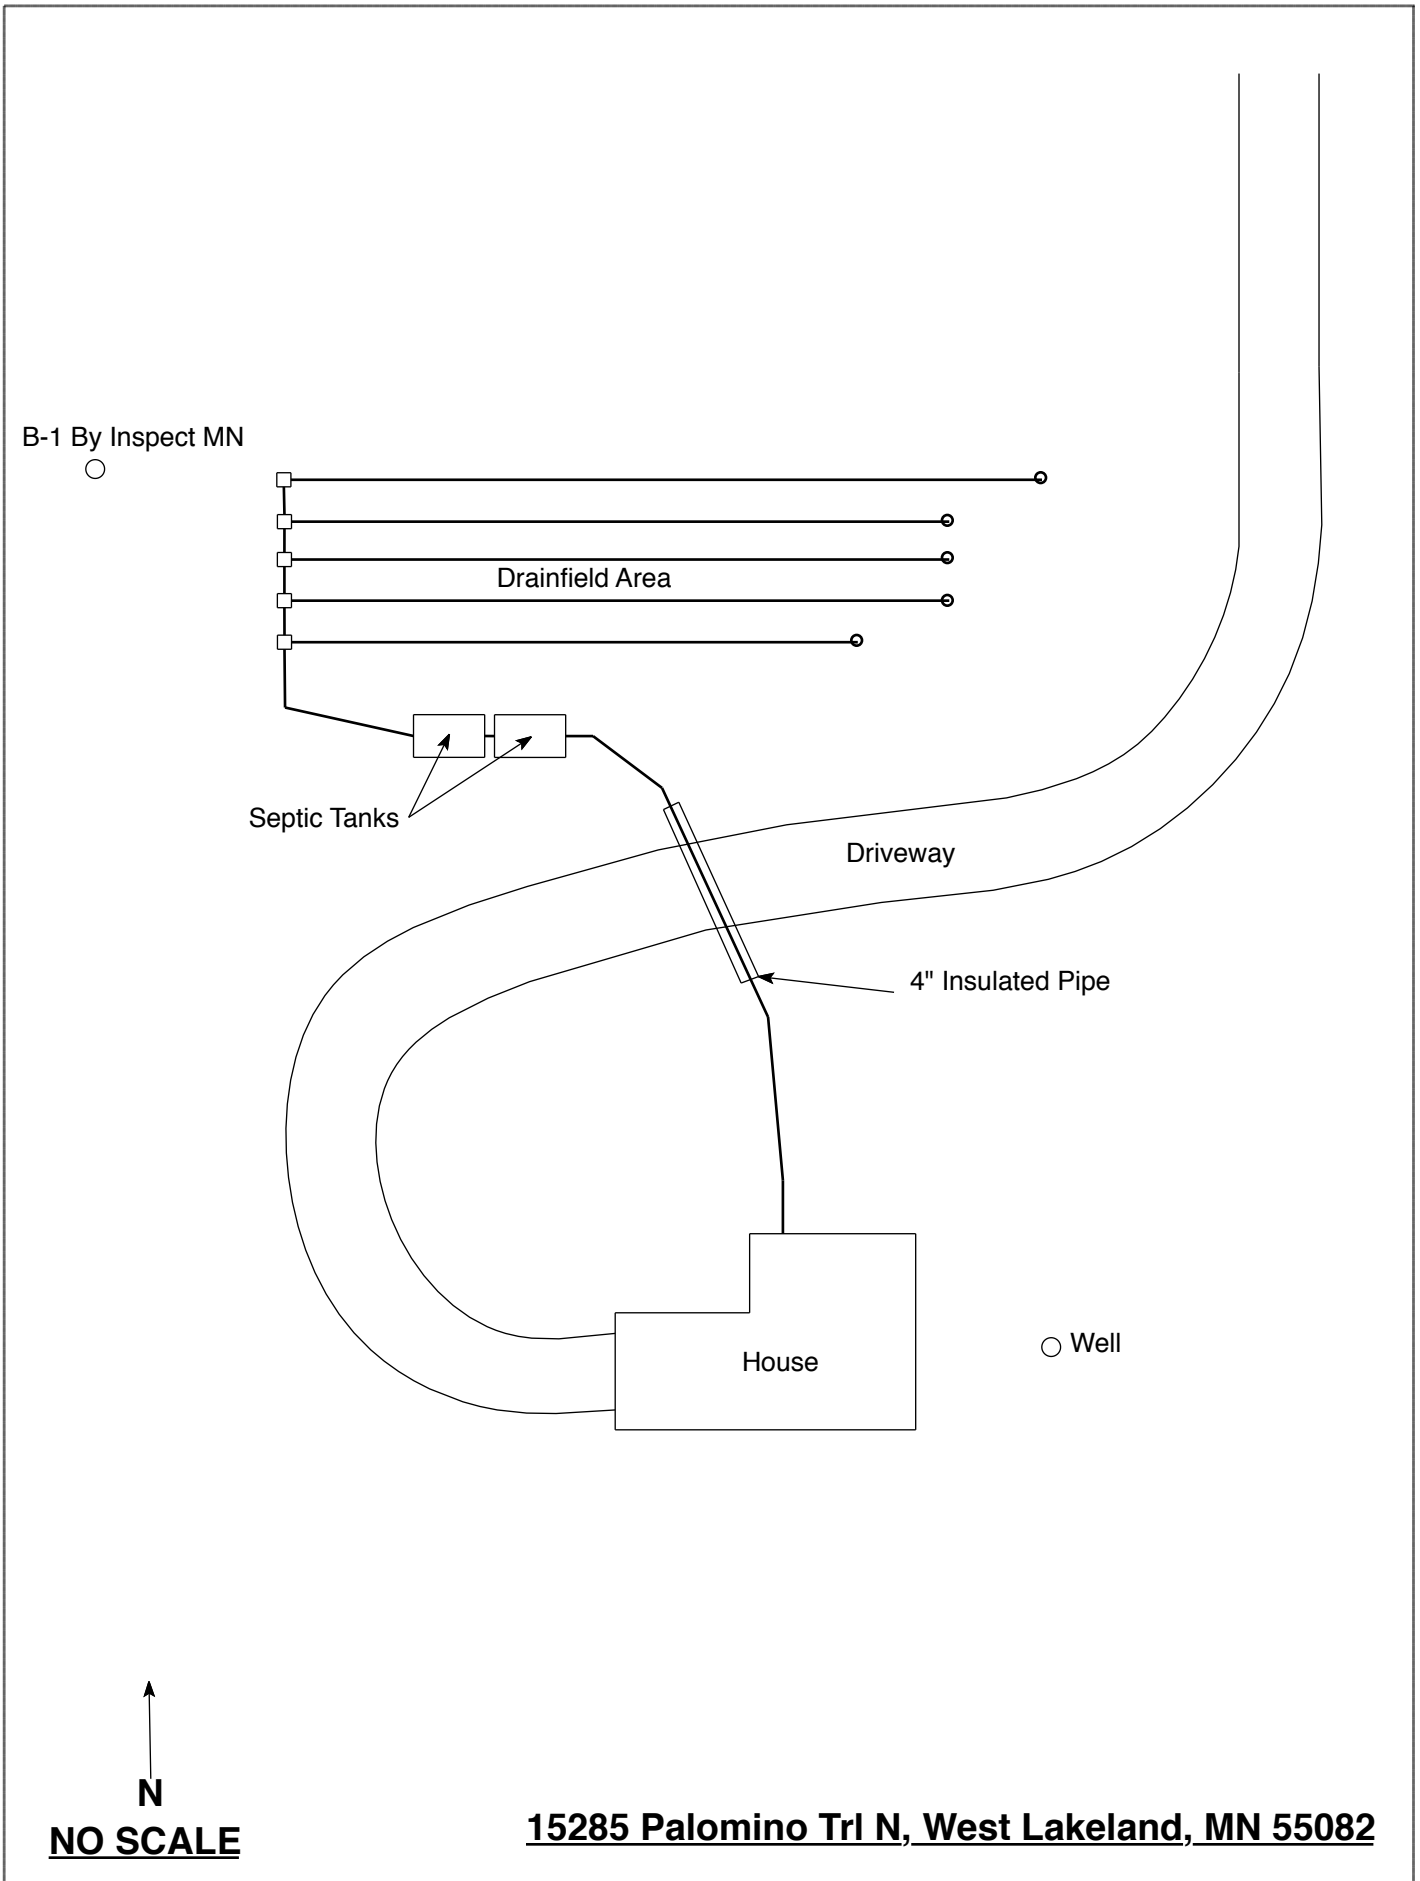 B-1 By Inspect MN
Drainfield Area
Septic Tanks
Driveway
4" Insulated Pipe
Well
House
N
NO SCALE
15285 Palomino Trl N, West Lakeland, MN 55082